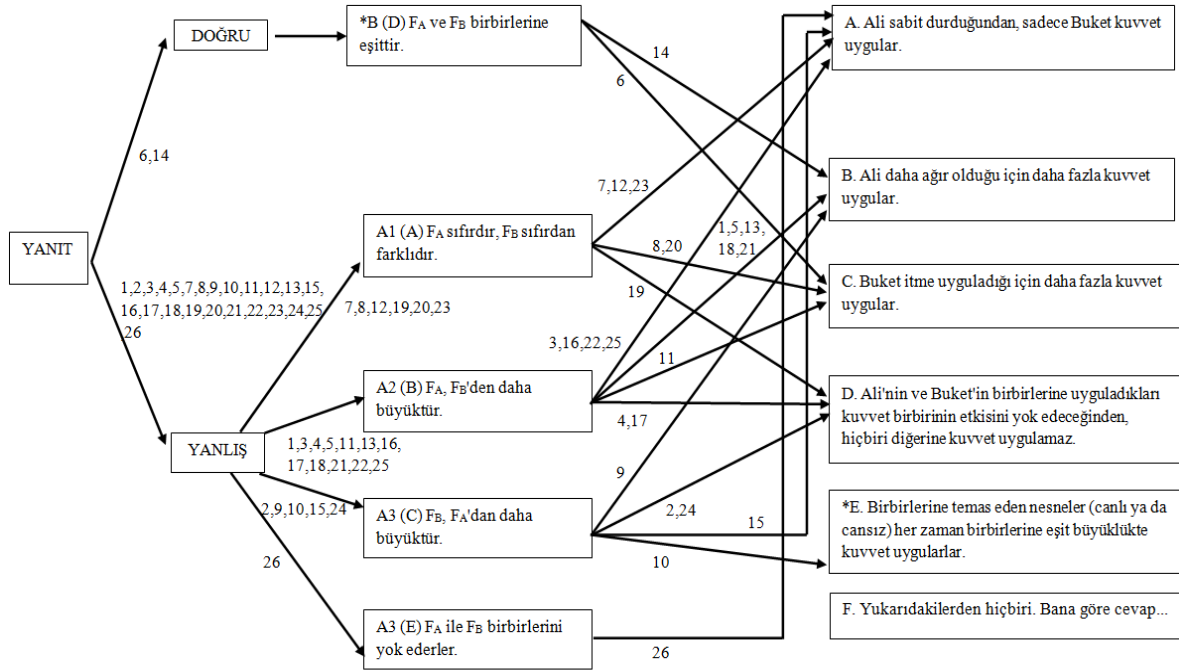 YANIT
DOĞRU
YANLIŞ
6,14
1,2,3,4,5,7,8,9,10,11,12,13,15,
16,17,18,19,20,21,22,23,24,25
,26
*B (D) FA ve FB birbirlerine
eşittir.
A1 (A) FA sıfırdır, FB sıfırdan
farklıdır.
A2 (B) FA, FB'den daha
büyüktür.
A3 (C) FB, FA'dan daha
büyüktür.
A3 (E) FA ile FB birbirlerini
yok ederler.
7,8,12,19,20,23
1,3,4,5,11,13,16,
17,18,21,22,25
2,9,10,15,24
26
14
6
7,12,23
8,20
19
1,5,13,
18,21
3,16,22,25
11
4,17
9
2,24
15
10
26
A. Ali sabit durduğundan, sadece Buket kuvvet
uygular.
B. Ali daha ağır olduğu için daha fazla kuvvet
uygular.
C. Buket itme uyguladığı için daha fazla kuvvet
uygular.
D. Ali'nin ve Buket'in birbirlerine uyguladıkları
kuvvet birbirinin etkisini yok edeceğinden,
hiçbiri diğerine kuvvet uygulamaz.
*E. Birbirlerine temas eden nesneler (canlı ya da
cansız) her zaman birbirlerine eşit büyüklükte
kuvvet uygularlar.
F. Yukarıdakilerden hiçbiri. Bana göre cevap...